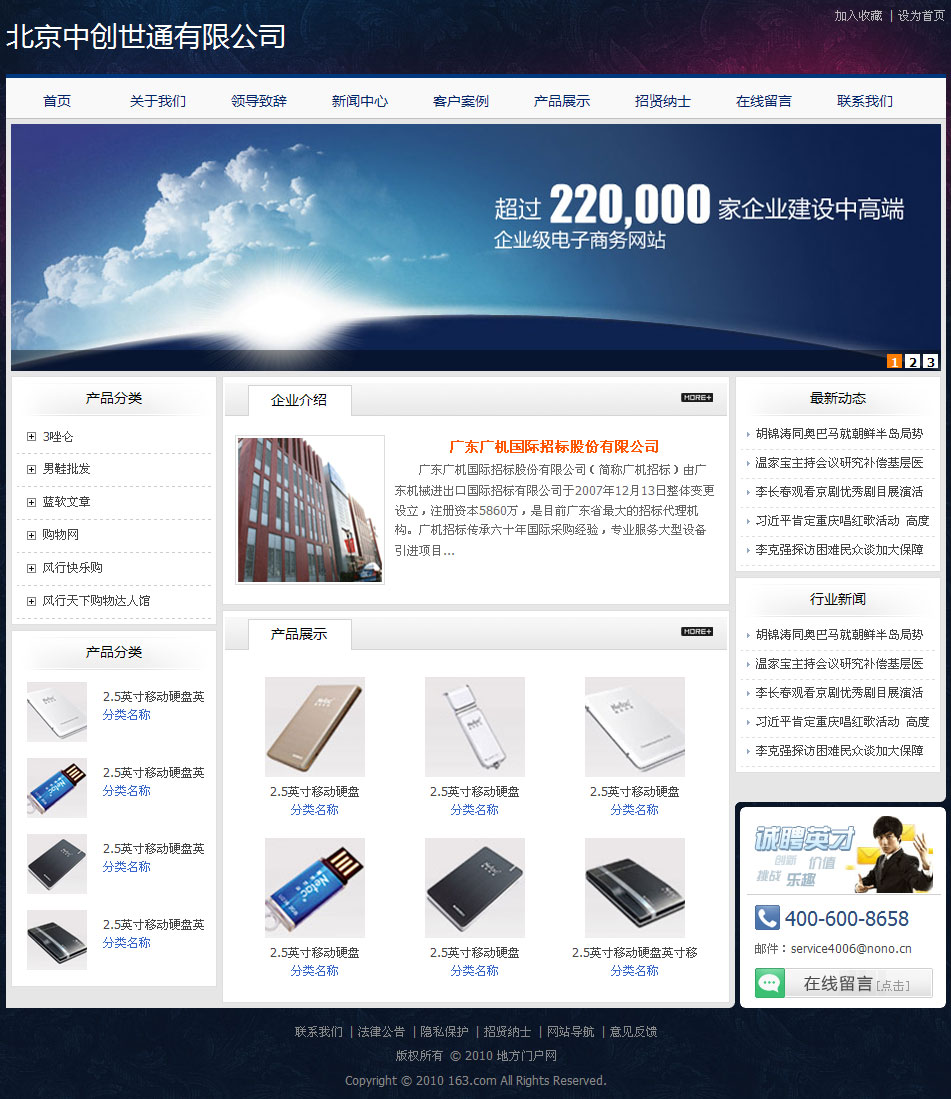 加入收藏 | 设为首页
北京中创世通有限公司
首页 关于我们 领导致辞 新闻中心 客户案例 产品展示 招贤纳士 在线留言 联系我们
超过 220,000 家企业建设中高端
企业级电子商务网站
1 2 3
产品分类
3唑仑
男鞋批发
蓝软文章
购物网
风行快乐购
风行天下购物达人馆
产品分类
2.5英寸移动硬盘英
分类名称
2.5英寸移动硬盘英
分类名称
2.5英寸移动硬盘英
分类名称
2.5英寸移动硬盘英
分类名称
企业介绍
MORE+
广东广机国际招标股份有限公司
广东广机国际招标股份有限公司（简称广机招标）由广
东机械进出口国际招标有限公司于2007年12月13日整体变更
设立，注册资本5860万，是目前广东省最大的招标代理机
构。广机招标传承六十年国际采购经验，专业服务大型设备
引进项目...
产品展示
MORE+
2.5英寸移动硬盘 2.5英寸移动硬盘 2.5英寸移动硬盘
分类名称 分类名称 分类名称
Neloc
2.5英寸移动硬盘 2.5英寸移动硬盘 2.5英寸移动硬盘英寸移
分类名称 分类名称 分类名称
最新动态
胡锦涛同奥巴马就朝鲜半岛局势
温家宝主持会议研究补偿基层医
李长春观看京剧优秀剧目展演活
习近平肯定重庆唱红歌活动 高度
李克强探访困难民众谈加大保障
行业新闻
胡锦涛同奥巴马就朝鲜半岛局势
温家宝主持会议研究补偿基层医
李长春观看京剧优秀剧目展演活
习近平肯定重庆唱红歌活动 高度
李克强探访困难民众谈加大保障
诚聘英才
创新 价值
挑战 乐趣
400-600-8658
邮件：service4006@nono.cn
在线留言 [点击]
联系我们 | 法律公告 | 隐私保护 | 招贤纳士 | 网站导航 | 意见反馈
版权所有 © 2010 地方门户网
Copyright © 2010 163.com All Rights Reserved.